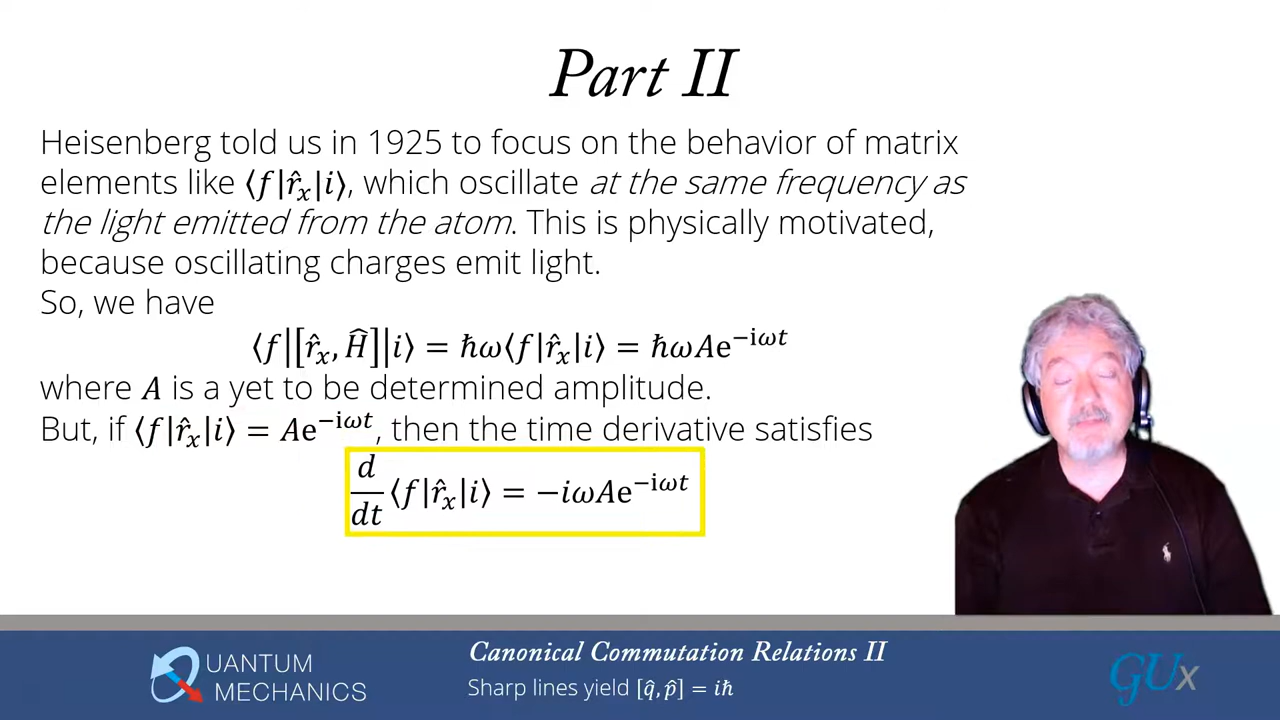 Part II
Heisenberg told us in 1925 to focus on the behavior of matrix
elements like ⟨f|r̂ₓ|i⟩, which oscillate at the same frequency as
the light emitted from the atom. This is physically motivated,
because oscillating charges emit light.
So, we have
⟨f|[r̂ₓ, Ĥ]|i⟩ = ħω⟨f|r̂ₓ|i⟩ = ħωAe^{−iωt}
where A is a yet to be determined amplitude.
But, if ⟨f|r̂ₓ|i⟩ = Ae^{−iωt}, then the time derivative satisfies
d/dt ⟨f|r̂ₓ|i⟩ = −iωAe^{−iωt}
Canonical Commutation Relations II
QUANTUM
MECHANICS
Sharp lines yield [q̂, p̂] = iħ
GUx